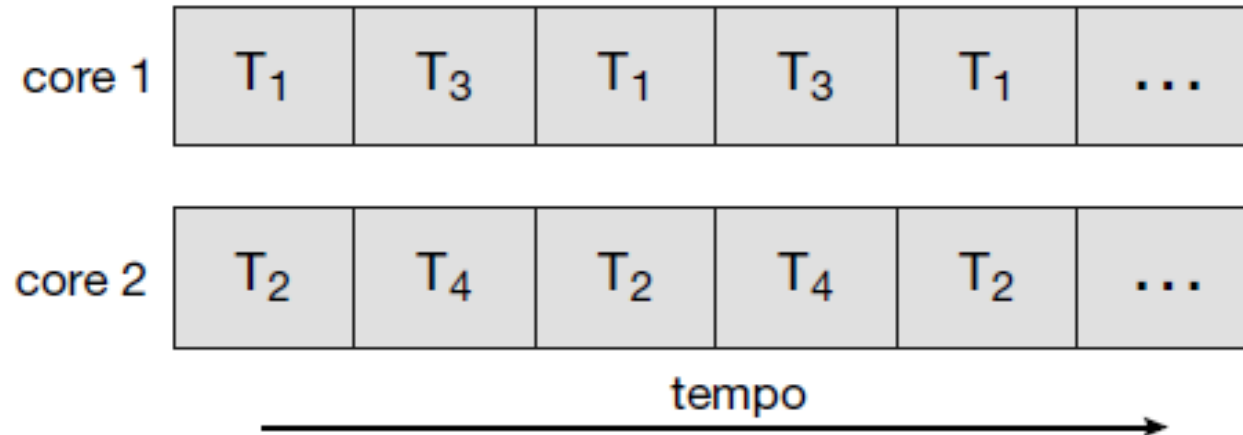 core 1 T₁ T₃ T₁ T₃ T₁ ...
core 2 T₂ T₄ T₂ T₄ T₂ ...
tempo